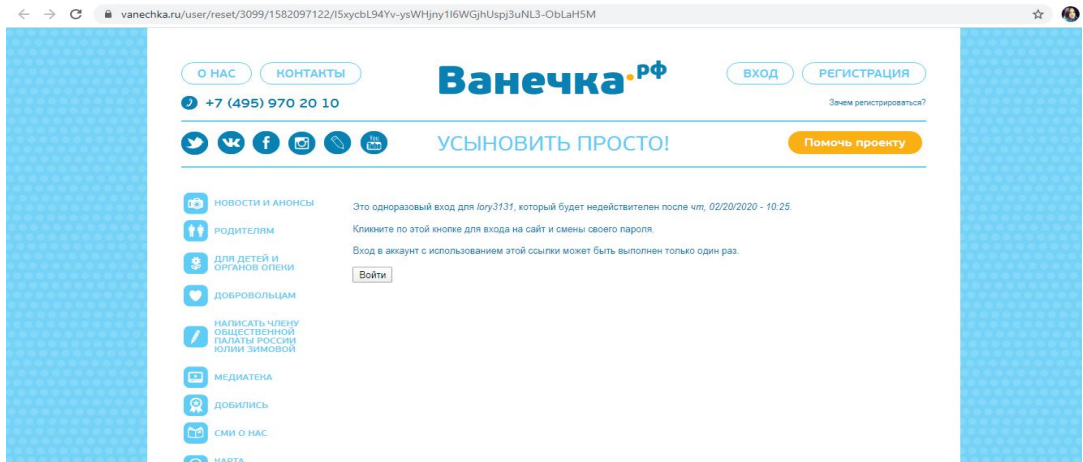 vanechka.ru/user/reset/3099/1582097122/I5xycbL94Yv-ysWHjny1I6WGjhUspj3uNL3-ObLaH5M
О НАС
КОНТАКТЫ
Ванечка.РФ
ВХОД
РЕГИСТРАЦИЯ
+7 (495) 970 20 10
Зачем регистрироваться?
You Tube
УСЫНОВИТЬ ПРОСТО!
Помочь проекту
НОВОСТИ И АНОНСЫ
РОДИТЕЛЯМ
ДЛЯ ДЕТЕЙ И
ОРГАНОВ ОПЕКИ
ДОБРОВОЛЬЦАМ
НАПИСАТЬ ЧЛЕНУ
ОБЩЕСТВЕННОЙ
ПАЛАТЫ РОССИИ
ЮЛИИ ЗИМОВОЙ
МЕДИАТЕКА
ДОБИЛИСЬ
СМИ О НАС
КАРТА
Это одноразовый вход для lory3131, который будет недействителен после чт, 02/20/2020 - 10:25.
Кликните по этой кнопке для входа на сайт и смены своего пароля.
Вход в аккаунт с использованием этой ссылки может быть выполнен только один раз.
Войти